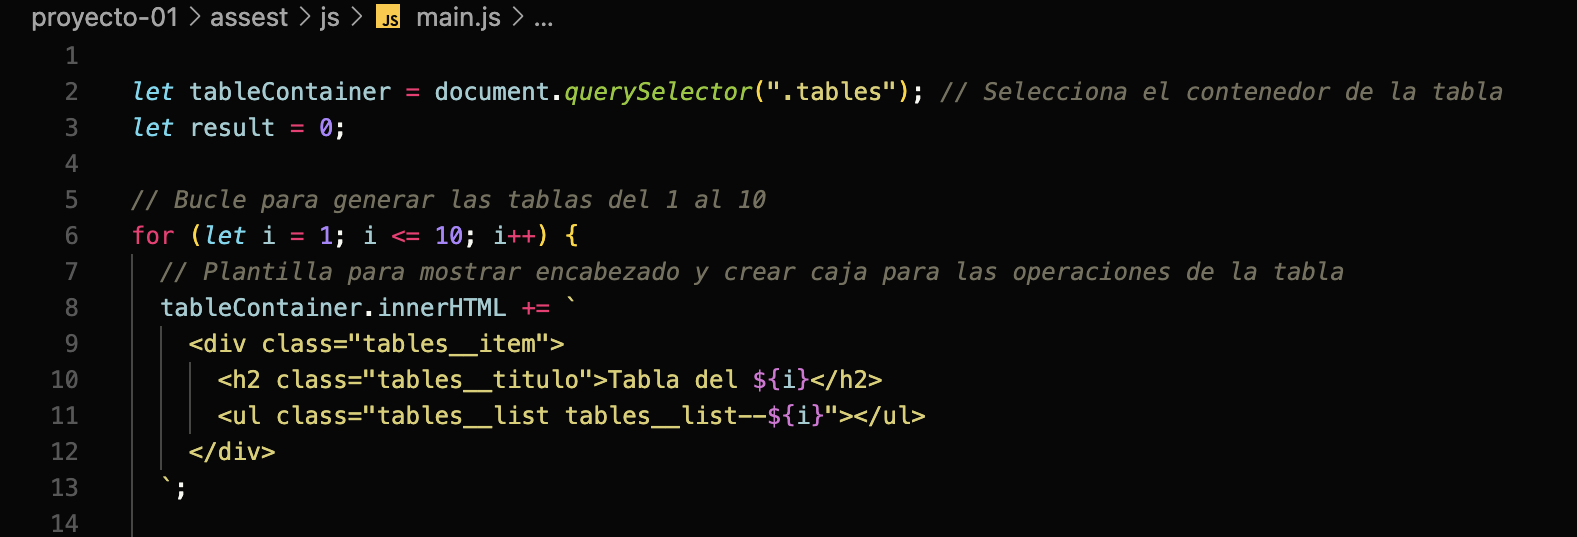 proyecto-01 > assest > js > JS main.js > ...
1
2 let tableContainer = document.querySelector(".tables"); // Selecciona el contenedor de la tabla
3 let result = 0;
4
5 // Bucle para generar las tablas del 1 al 10
6 for (let i = 1; i <= 10; i++) {
7 // Plantilla para mostrar encabezado y crear caja para las operaciones de la tabla
8 tableContainer.innerHTML += `
9 <div class="tables__item">
10 <h2 class="tables__titulo">Tabla del ${i}</h2>
11 <ul class="tables__list tables__list--${i}"></ul>
12 </div>
13 `;
14